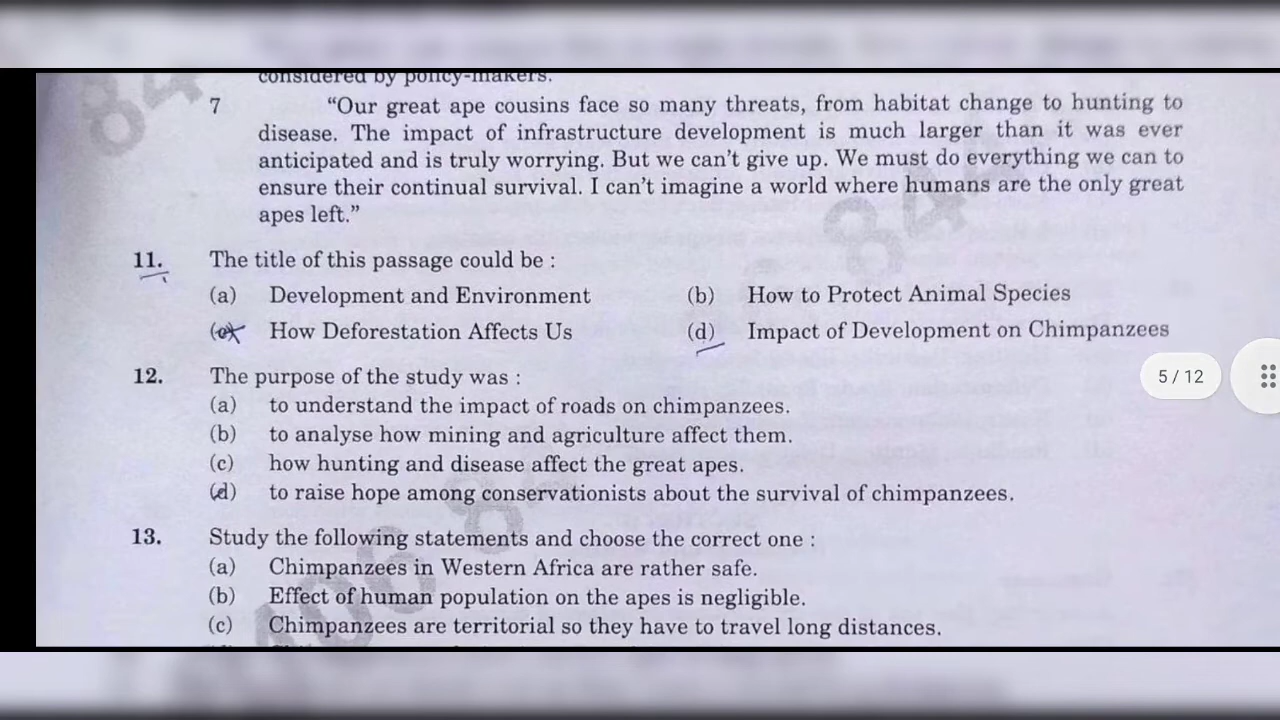 considered by policy-makers.
7 "Our great ape cousins face so many threats, from habitat change to hunting to
disease. The impact of infrastructure development is much larger than it was ever
anticipated and is truly worrying. But we can't give up. We must do everything we can to
ensure their continual survival. I can't imagine a world where humans are the only great
apes left."
11. The title of this passage could be :
(a) Development and Environment (b) How to Protect Animal Species
(c) How Deforestation Affects Us (d) Impact of Development on Chimpanzees
5 / 12
12. The purpose of the study was :
(a) to understand the impact of roads on chimpanzees.
(b) to analyse how mining and agriculture affect them.
(c) how hunting and disease affect the great apes.
(d) to raise hope among conservationists about the survival of chimpanzees.
13. Study the following statements and choose the correct one :
(a) Chimpanzees in Western Africa are rather safe.
(b) Effect of human population on the apes is negligible.
(c) Chimpanzees are territorial so they have to travel long distances.